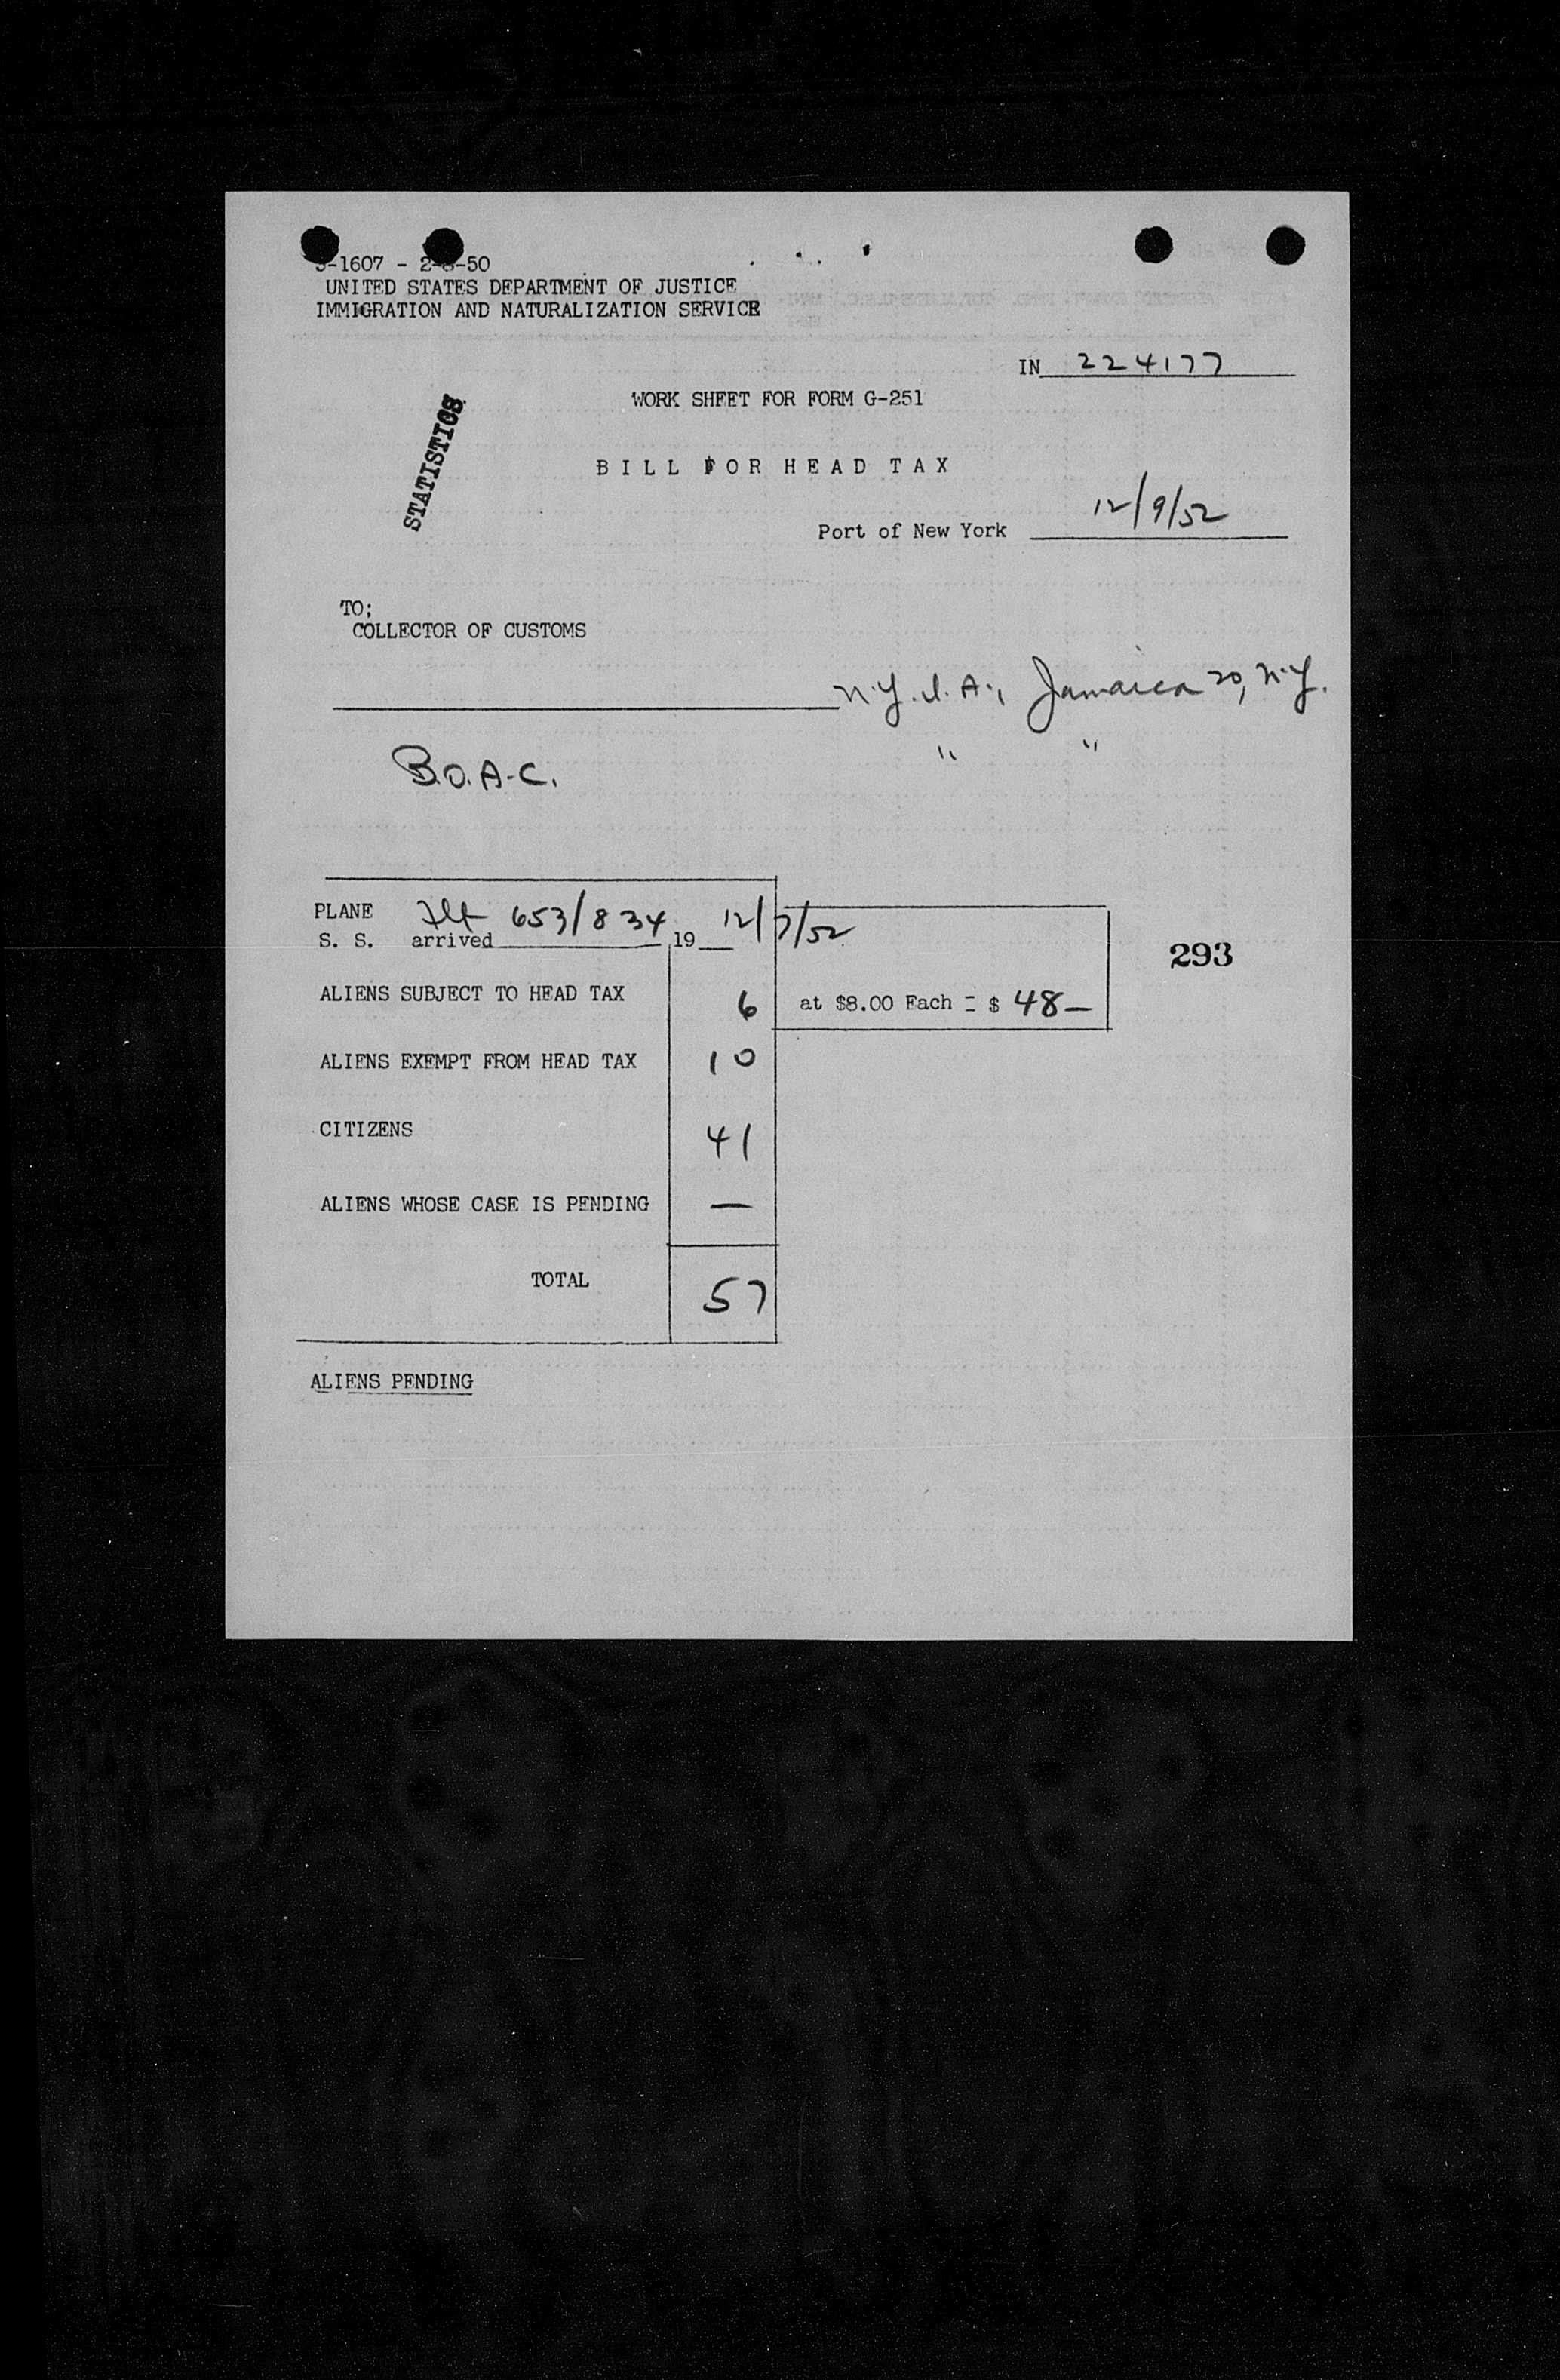 -1607 - 2-8-50
UNITED STATES DEPARTMENT OF JUSTICE
IMMIGRATION AND NATURALIZATION SERVICE
IN 224177
WORK SHEET FOR FORM G-251
STATISTICS
BILL FOR HEAD TAX
Port of New York 12/9/52
TO;
COLLECTOR OF CUSTOMS
N.Y.I.A., Jamaica 20, N.Y.
" "
B.O.A.C.
PLANE Flt 653/834 12/7/52
S. S. arrived 19
293
ALIENS SUBJECT TO HEAD TAX 6 at $8.00 Each = $ 48—
ALIENS EXEMPT FROM HEAD TAX 10
CITIZENS 41
ALIENS WHOSE CASE IS PENDING —
TOTAL 57
ALIENS PENDING